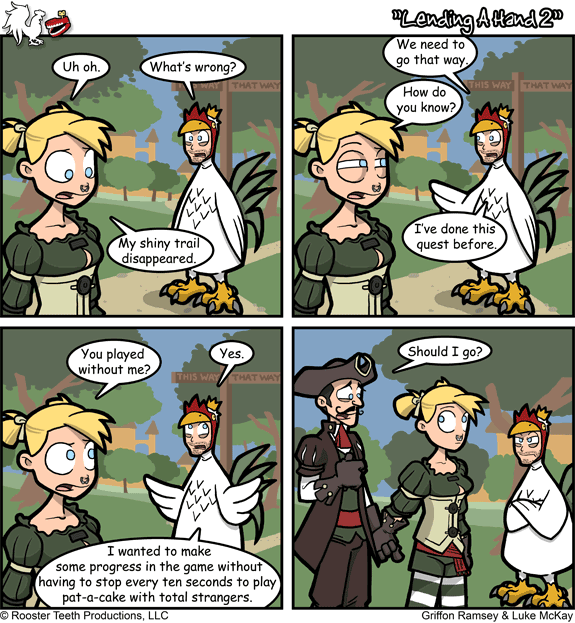 "Lending A Hand 2"
Uh oh.
What's wrong?
THIS WAY
THAT WAY
My shiny trail
disappeared.
We need to
go that way.
How do
you know?
THIS WAY
THAT WAY
I've done this
quest before.
You played
without me?
Yes.
THIS WAY
THAT WAY
I wanted to make
some progress in the game without
having to stop every ten seconds to play
pat-a-cake with total strangers.
Should I go?
© Rooster Teeth Productions, LLC
Griffon Ramsey & Luke McKay